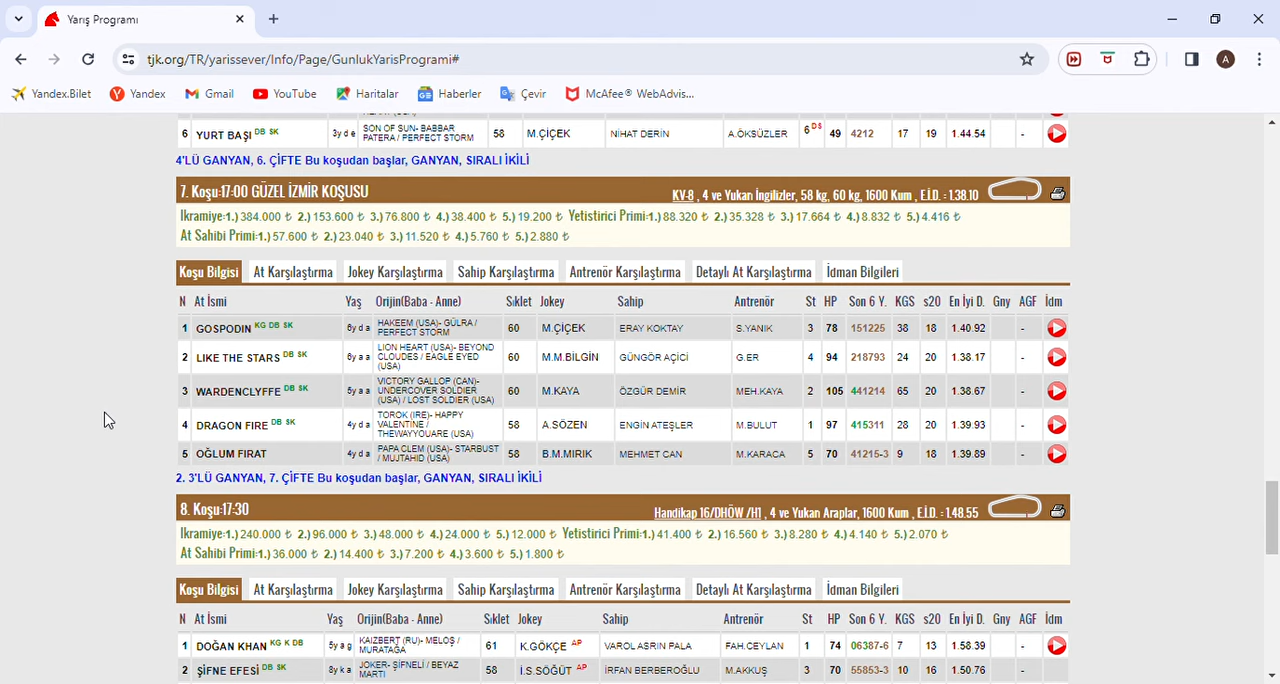 Yarış Programı
tjk.org/TR/yarissever/Info/Page/GunlukYarisProgrami#
A
Yandex.Bilet Yandex Gmail YouTube Haritalar Haberler Çevir McAfee® WebAdvis...
6 YURT BAŞI DB SK 3y d e SON OF SUN- BABBAR PATERA / PERFECT STORM 58 M.ÇİÇEK NİHAT DERİN A.ÖKSÜZLER 6 DS 49 4212 17 19 1.44.54 -
4'LÜ GANYAN, 6. ÇİFTE Bu koşudan başlar, GANYAN, SIRALI İKİLİ
7. Koşu:17:00 GÜZEL İZMİR KOŞUSU KV-8 , 4 ve Yukarı İngilizler, 58 kg, 60 kg, 1600 Kum , E.İ.D. : 1.38.10
Ikramiye:1.) 384.000 ₺ 2.) 153.600 ₺ 3.) 76.800 ₺ 4.) 38.400 ₺ 5.) 19.200 ₺ Yetistirici Primi:1.) 88.320 ₺ 2.) 35.328 ₺ 3.) 17.664 ₺ 4.) 8.832 ₺ 5.) 4.416 ₺
At Sahibi Primi:1.) 57.600 ₺ 2.) 23.040 ₺ 3.) 11.520 ₺ 4.) 5.760 ₺ 5.) 2.880 ₺
Koşu Bilgisi At Karşılaştırma Jokey Karşılaştırma Sahip Karşılaştırma Antrenör Karşılaştırma Detaylı At Karşılaştırma İdman Bilgileri
N At İsmi Yaş Orijin(Baba - Anne) Sıklet Jokey Sahip Antrenör St HP Son 6 Y. KGS s20 En İyi D. Gny AGF İdm
1 GOSPODIN KG DB SK 6y d a HAKEEM (USA)- GÜLRA / PERFECT STORM 60 M.ÇİÇEK ERAY KOKTAY S.YANIK 3 78 151225 38 18 1.40.92 -
2 LIKE THE STARS DB SK 6y a a LION HEART (USA)- BEYOND CLOUDES / EAGLE EYED (USA) 60 M.M.BİLGİN GÜNGÖR AÇİCİ G.ER 4 94 218793 24 20 1.38.17 -
3 WARDENCLYFFE DB SK 5y a a VICTORY GALLOP (CAN)- UNDERCOVER SOLDIER (USA) / LOST SOLDIER (USA) 60 M.KAYA ÖZGÜR DEMİR MEH.KAYA 2 105 441214 65 20 1.38.67 -
4 DRAGON FIRE DB SK 4y d a TOROK (IRE)- HAPPY VALENTINE / THEWAYYOUARE (USA) 58 A.SÖZEN ENGİN ATEŞLER M.BULUT 1 97 415311 28 20 1.39.93 -
5 OĞLUM FIRAT 4y d a PAPA CLEM (USA)- STARBUST / MUJTAHID (USA) 58 B.M.MIRIK MEHMET CAN M.KARACA 5 70 41215-3 9 18 1.39.89 -
2. 3'LÜ GANYAN, 7. ÇİFTE Bu koşudan başlar, GANYAN, SIRALI İKİLİ
8. Koşu:17:30 Handikap 16/DHÖW /H1 , 4 ve Yukarı Araplar, 1600 Kum , E.İ.D. : 1.48.55
Ikramiye:1.) 240.000 ₺ 2.) 96.000 ₺ 3.) 48.000 ₺ 4.) 24.000 ₺ 5.) 12.000 ₺ Yetistirici Primi:1.) 41.400 ₺ 2.) 16.560 ₺ 3.) 8.280 ₺ 4.) 4.140 ₺ 5.) 2.070 ₺
At Sahibi Primi:1.) 36.000 ₺ 2.) 14.400 ₺ 3.) 7.200 ₺ 4.) 3.600 ₺ 5.) 1.800 ₺
Koşu Bilgisi At Karşılaştırma Jokey Karşılaştırma Sahip Karşılaştırma Antrenör Karşılaştırma Detaylı At Karşılaştırma İdman Bilgileri
N At İsmi Yaş Orijin(Baba - Anne) Sıklet Jokey Sahip Antrenör St HP Son 6 Y. KGS s20 En İyi D. Gny AGF İdm
1 DOĞAN KHAN KG K DB 5y a g KAIZBERT (RU)- MELOŞ / MURATAĞA 61 K.GÖKÇE AP VAROL ASRIN PALA FAH.CEYLAN 1 74 06387-6 7 13 1.58.39 -
2 ŞİFNE EFESİ DB SK 8y k a JOKER- ŞİFNELİ / BEYAZ MARTI 58 İ.S.SÖĞÜT AP İRFAN BERBEROĞLU M.AKKUŞ 3 70 55853-3 10 16 1.50.76 -